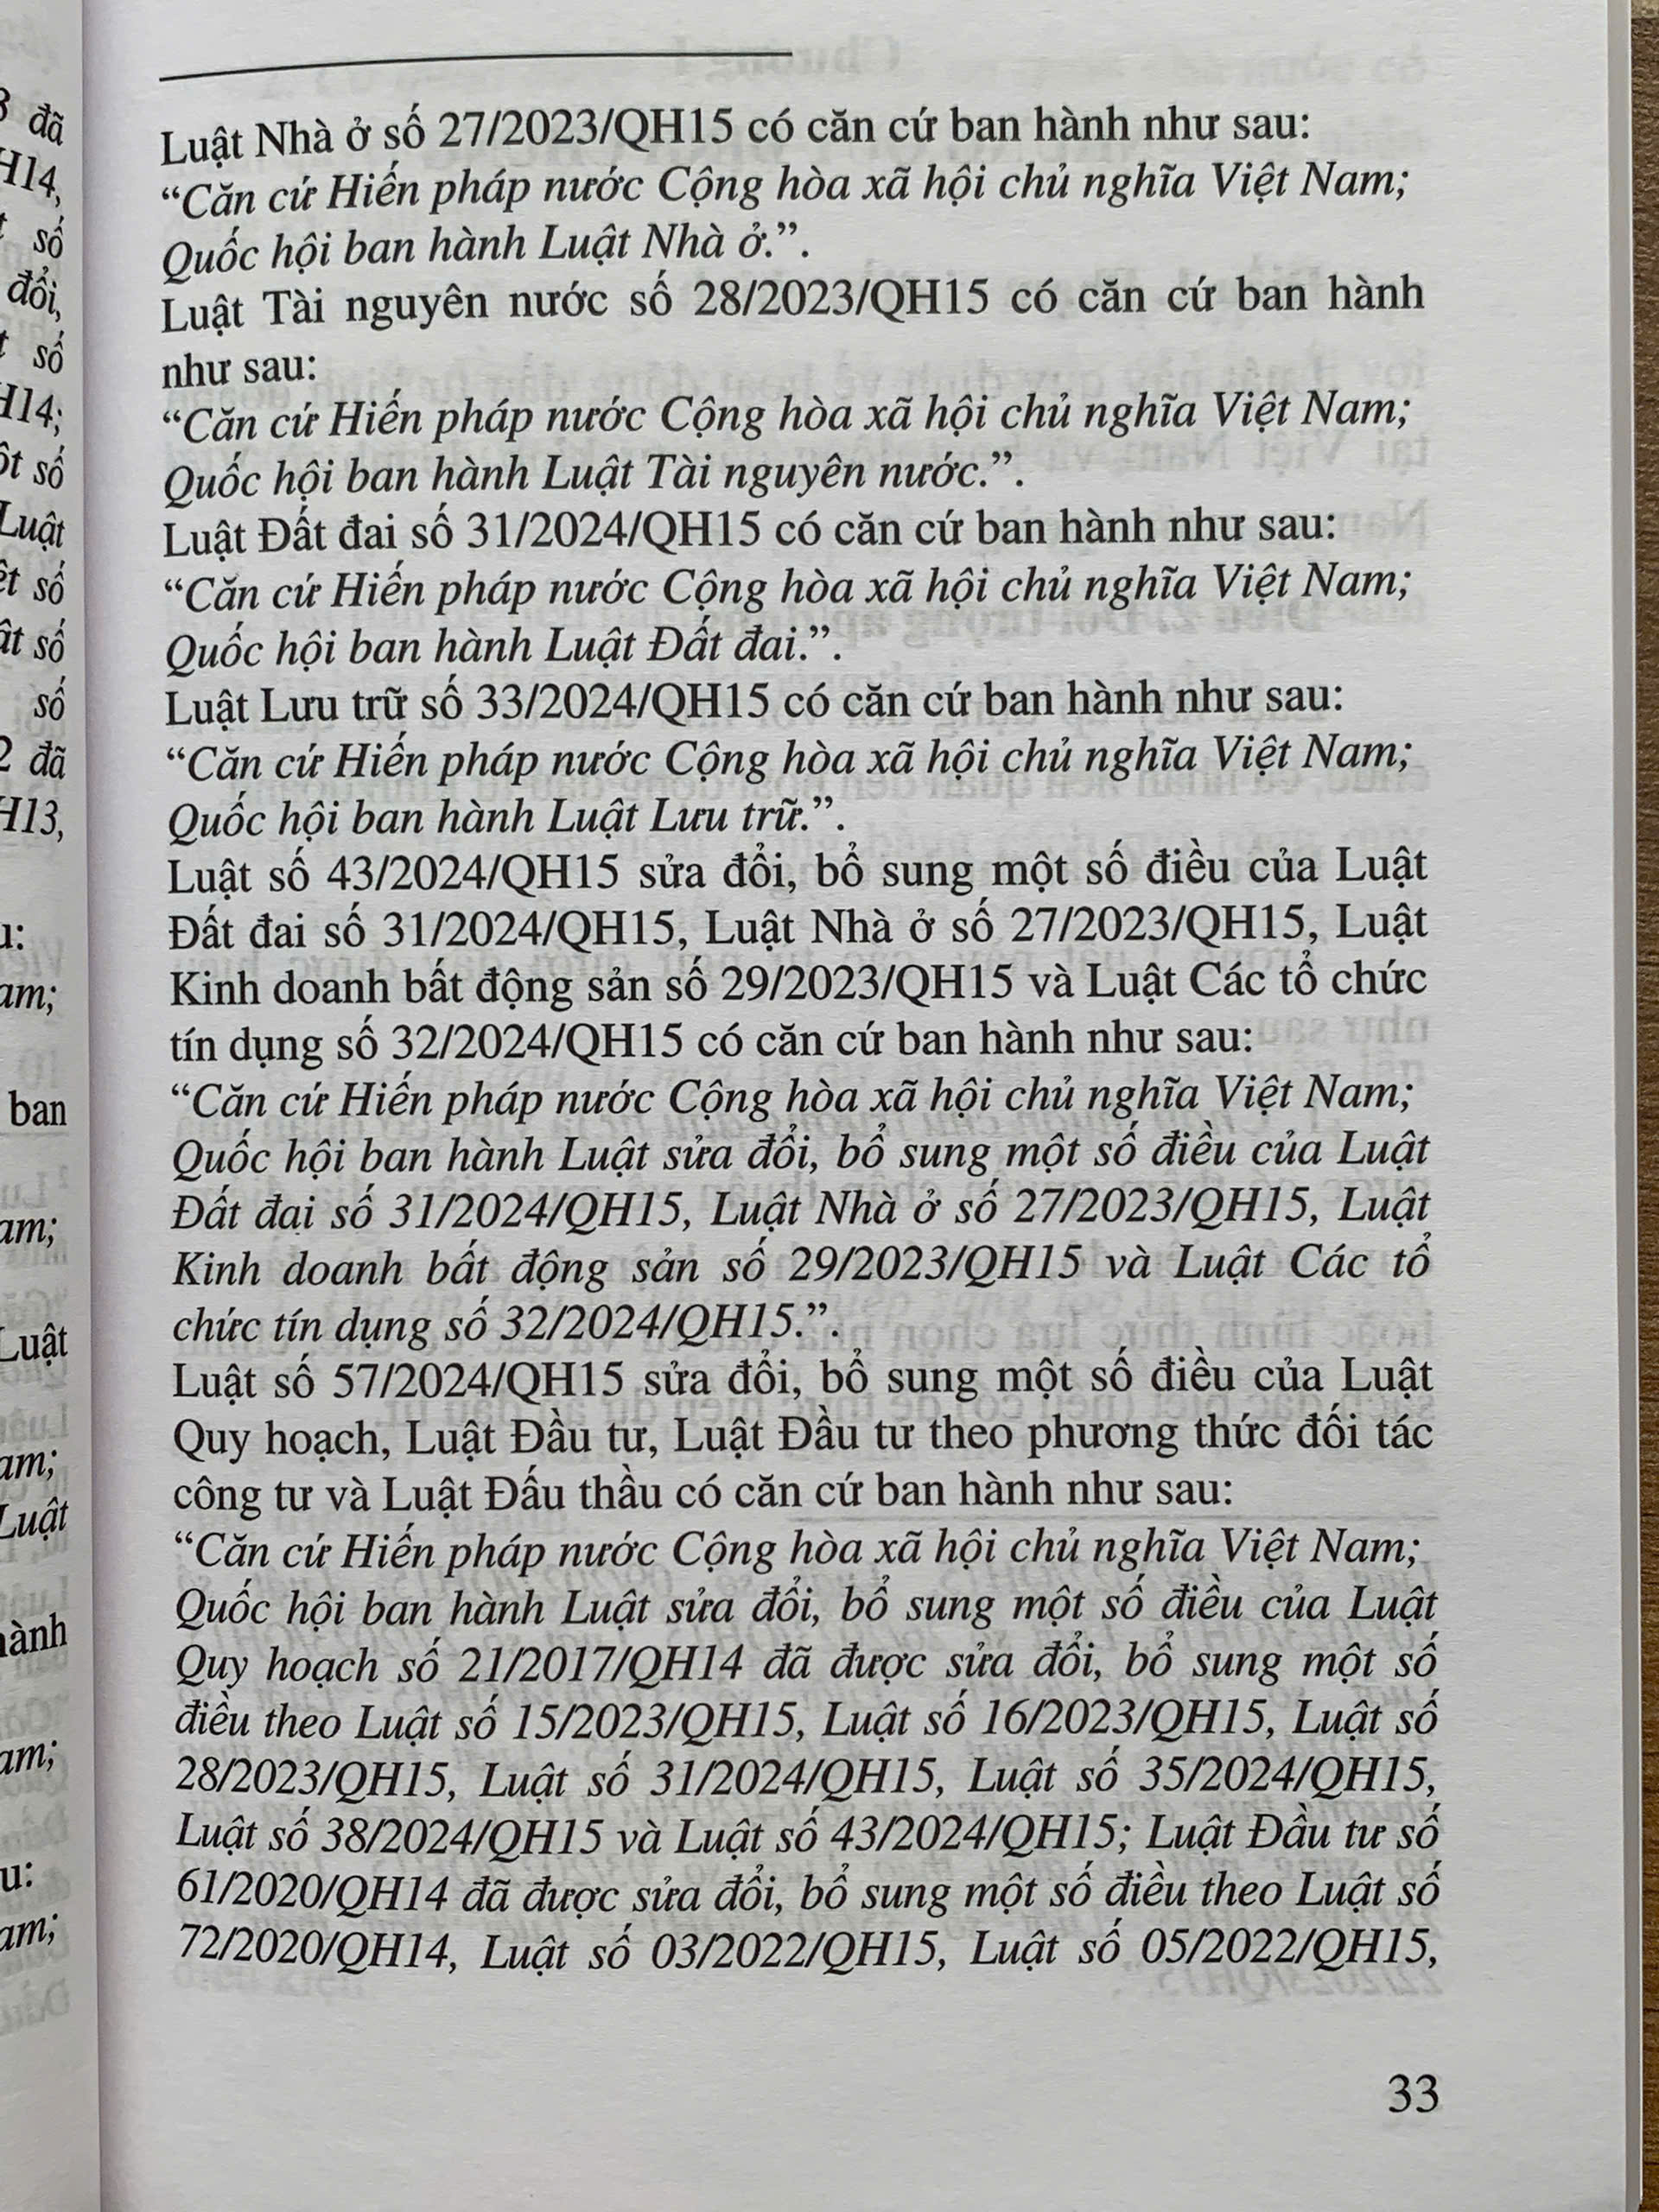 Luật Nhà ở số 27/2023/QH15 có căn cứ ban hành như sau:
“Căn cứ Hiến pháp nước Cộng hòa xã hội chủ nghĩa Việt Nam;
Quốc hội ban hành Luật Nhà ở.”.
Luật Tài nguyên nước số 28/2023/QH15 có căn cứ ban hành
như sau:
“Căn cứ Hiến pháp nước Cộng hòa xã hội chủ nghĩa Việt Nam;
Quốc hội ban hành Luật Tài nguyên nước.”.
Luật Đất đai số 31/2024/QH15 có căn cứ ban hành như sau:
“Căn cứ Hiến pháp nước Cộng hòa xã hội chủ nghĩa Việt Nam;
Quốc hội ban hành Luật Đất đai.”.
Luật Lưu trữ số 33/2024/QH15 có căn cứ ban hành như sau:
“Căn cứ Hiến pháp nước Cộng hòa xã hội chủ nghĩa Việt Nam;
Quốc hội ban hành Luật Lưu trữ.”.
Luật số 43/2024/QH15 sửa đổi, bổ sung một số điều của Luật
Đất đai số 31/2024/QH15, Luật Nhà ở số 27/2023/QH15, Luật
Kinh doanh bất động sản số 29/2023/QH15 và Luật Các tổ chức
tín dụng số 32/2024/QH15 có căn cứ ban hành như sau:
“Căn cứ Hiến pháp nước Cộng hòa xã hội chủ nghĩa Việt Nam;
Quốc hội ban hành Luật sửa đổi, bổ sung một số điều của Luật
Đất đai số 31/2024/QH15, Luật Nhà ở số 27/2023/QH15, Luật
Kinh doanh bất động sản số 29/2023/QH15 và Luật Các tổ
chức tín dụng số 32/2024/QH15.”.
Luật số 57/2024/QH15 sửa đổi, bổ sung một số điều của Luật
Quy hoạch, Luật Đầu tư, Luật Đầu tư theo phương thức đối tác
công tư và Luật Đấu thầu có căn cứ ban hành như sau:
“Căn cứ Hiến pháp nước Cộng hòa xã hội chủ nghĩa Việt Nam;
Quốc hội ban hành Luật sửa đổi, bổ sung một số điều của Luật
Quy hoạch số 21/2017/QH14 đã được sửa đổi, bổ sung một số
điều theo Luật số 15/2023/QH15, Luật số 16/2023/QH15, Luật số
28/2023/QH15, Luật số 31/2024/QH15, Luật số 35/2024/QH15,
Luật số 38/2024/QH15 và Luật số 43/2024/QH15; Luật Đầu tư số
61/2020/QH14 đã được sửa đổi, bổ sung một số điều theo Luật số
72/2020/QH14, Luật số 03/2022/QH15, Luật số 05/2022/QH15,
33